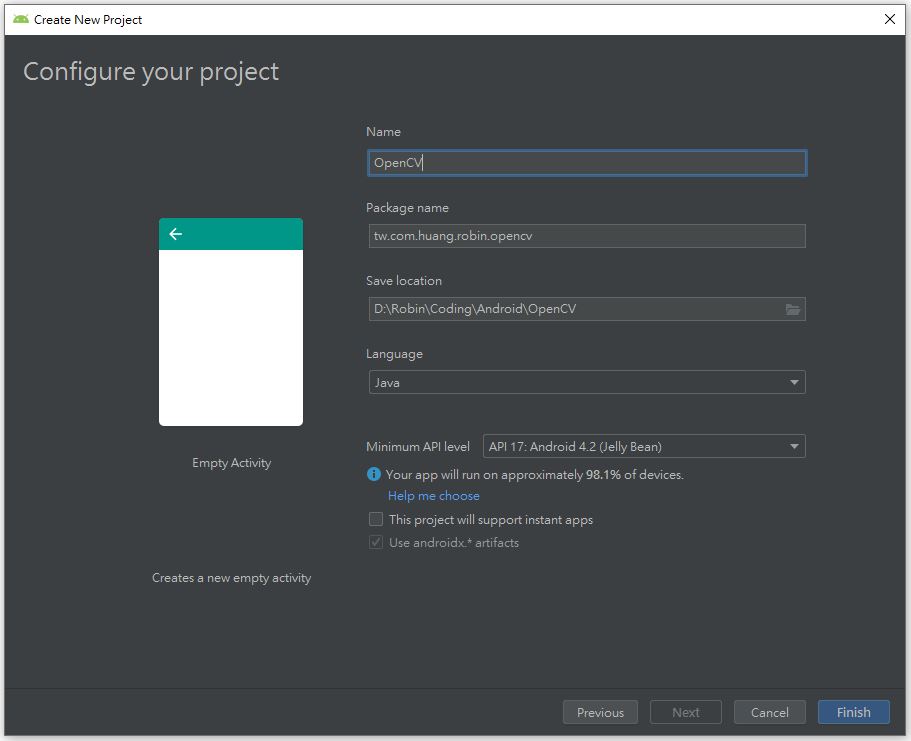 Create New Project
Configure your project
Name
OpenCV
Package name
tw.com.huang.robin.opencv
Save location
D:\Robin\Coding\Android\OpenCV
Language
Java
Minimum API level API 17: Android 4.2 (Jelly Bean)
Your app will run on approximately 98.1% of devices.
Help me choose
This project will support instant apps
Use androidx.* artifacts
Empty Activity
Creates a new empty activity
Previous Next Cancel Finish